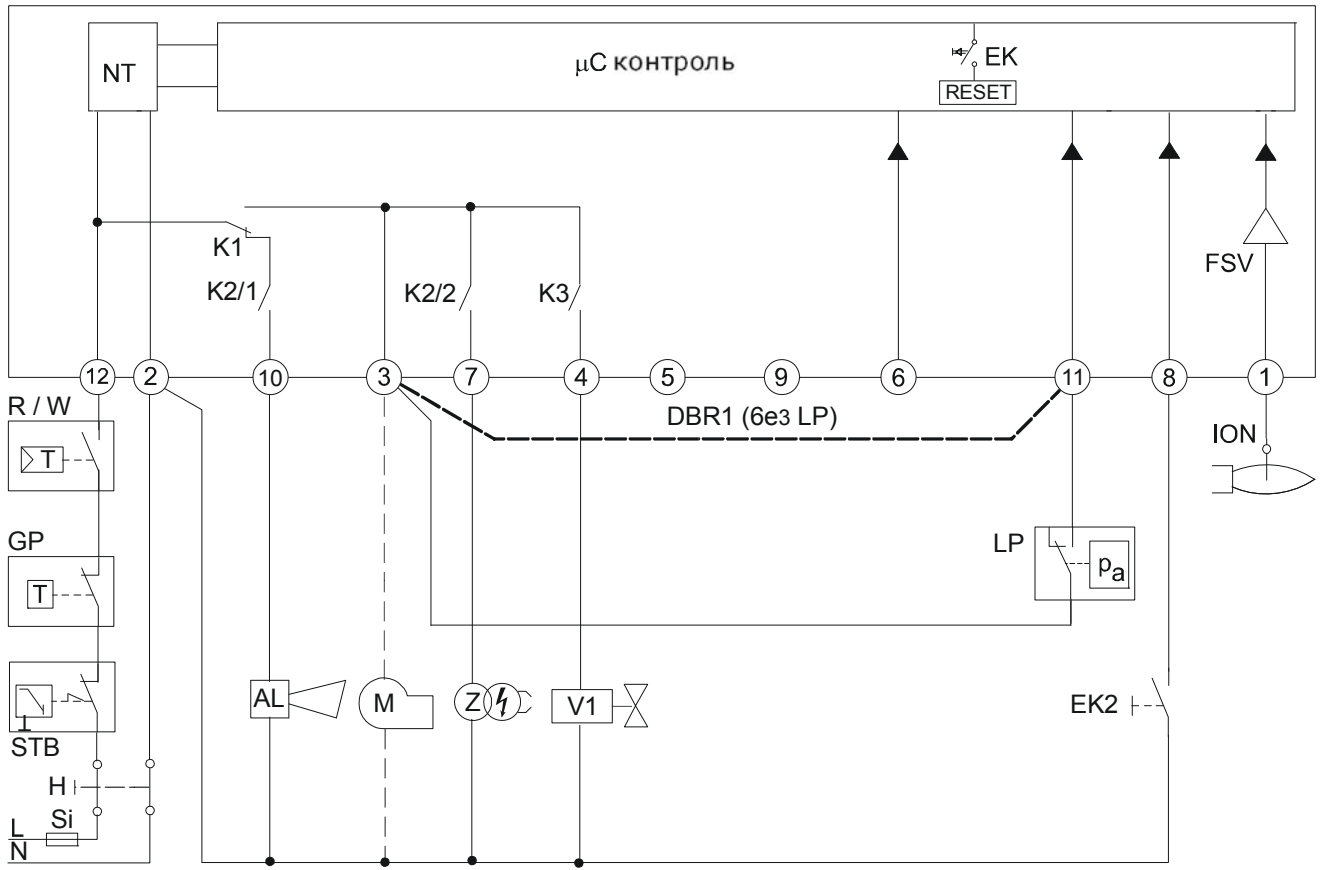 NT
µC контроль
EK
RESET
K1
FSV
K2/1
K2/2
K3
12
2
10
3
7
4
5
9
6
11
8
1
R / W
DBR1 (без LP)
ION
T
GP
LP
pa
T
STB
AL
M
Z
V1
EK2
H
Si
L
N